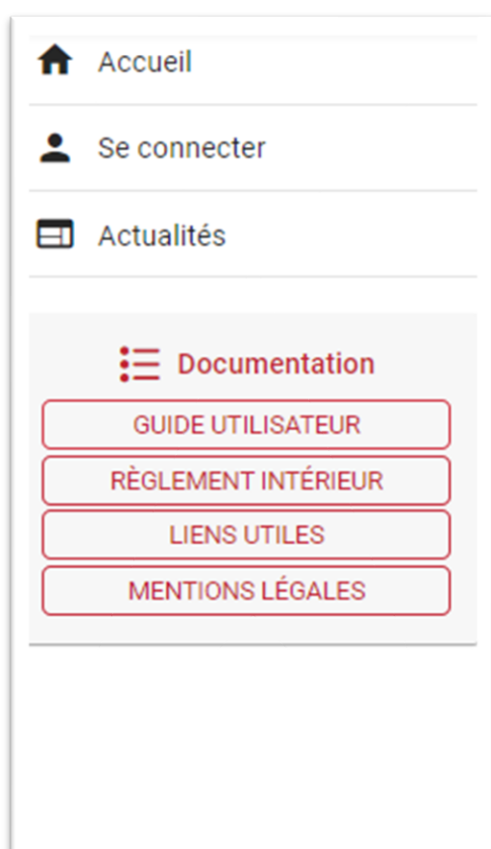 Accueil
Se connecter
Actualités
Documentation
GUIDE UTILISATEUR
RÈGLEMENT INTÉRIEUR
LIENS UTILES
MENTIONS LÉGALES